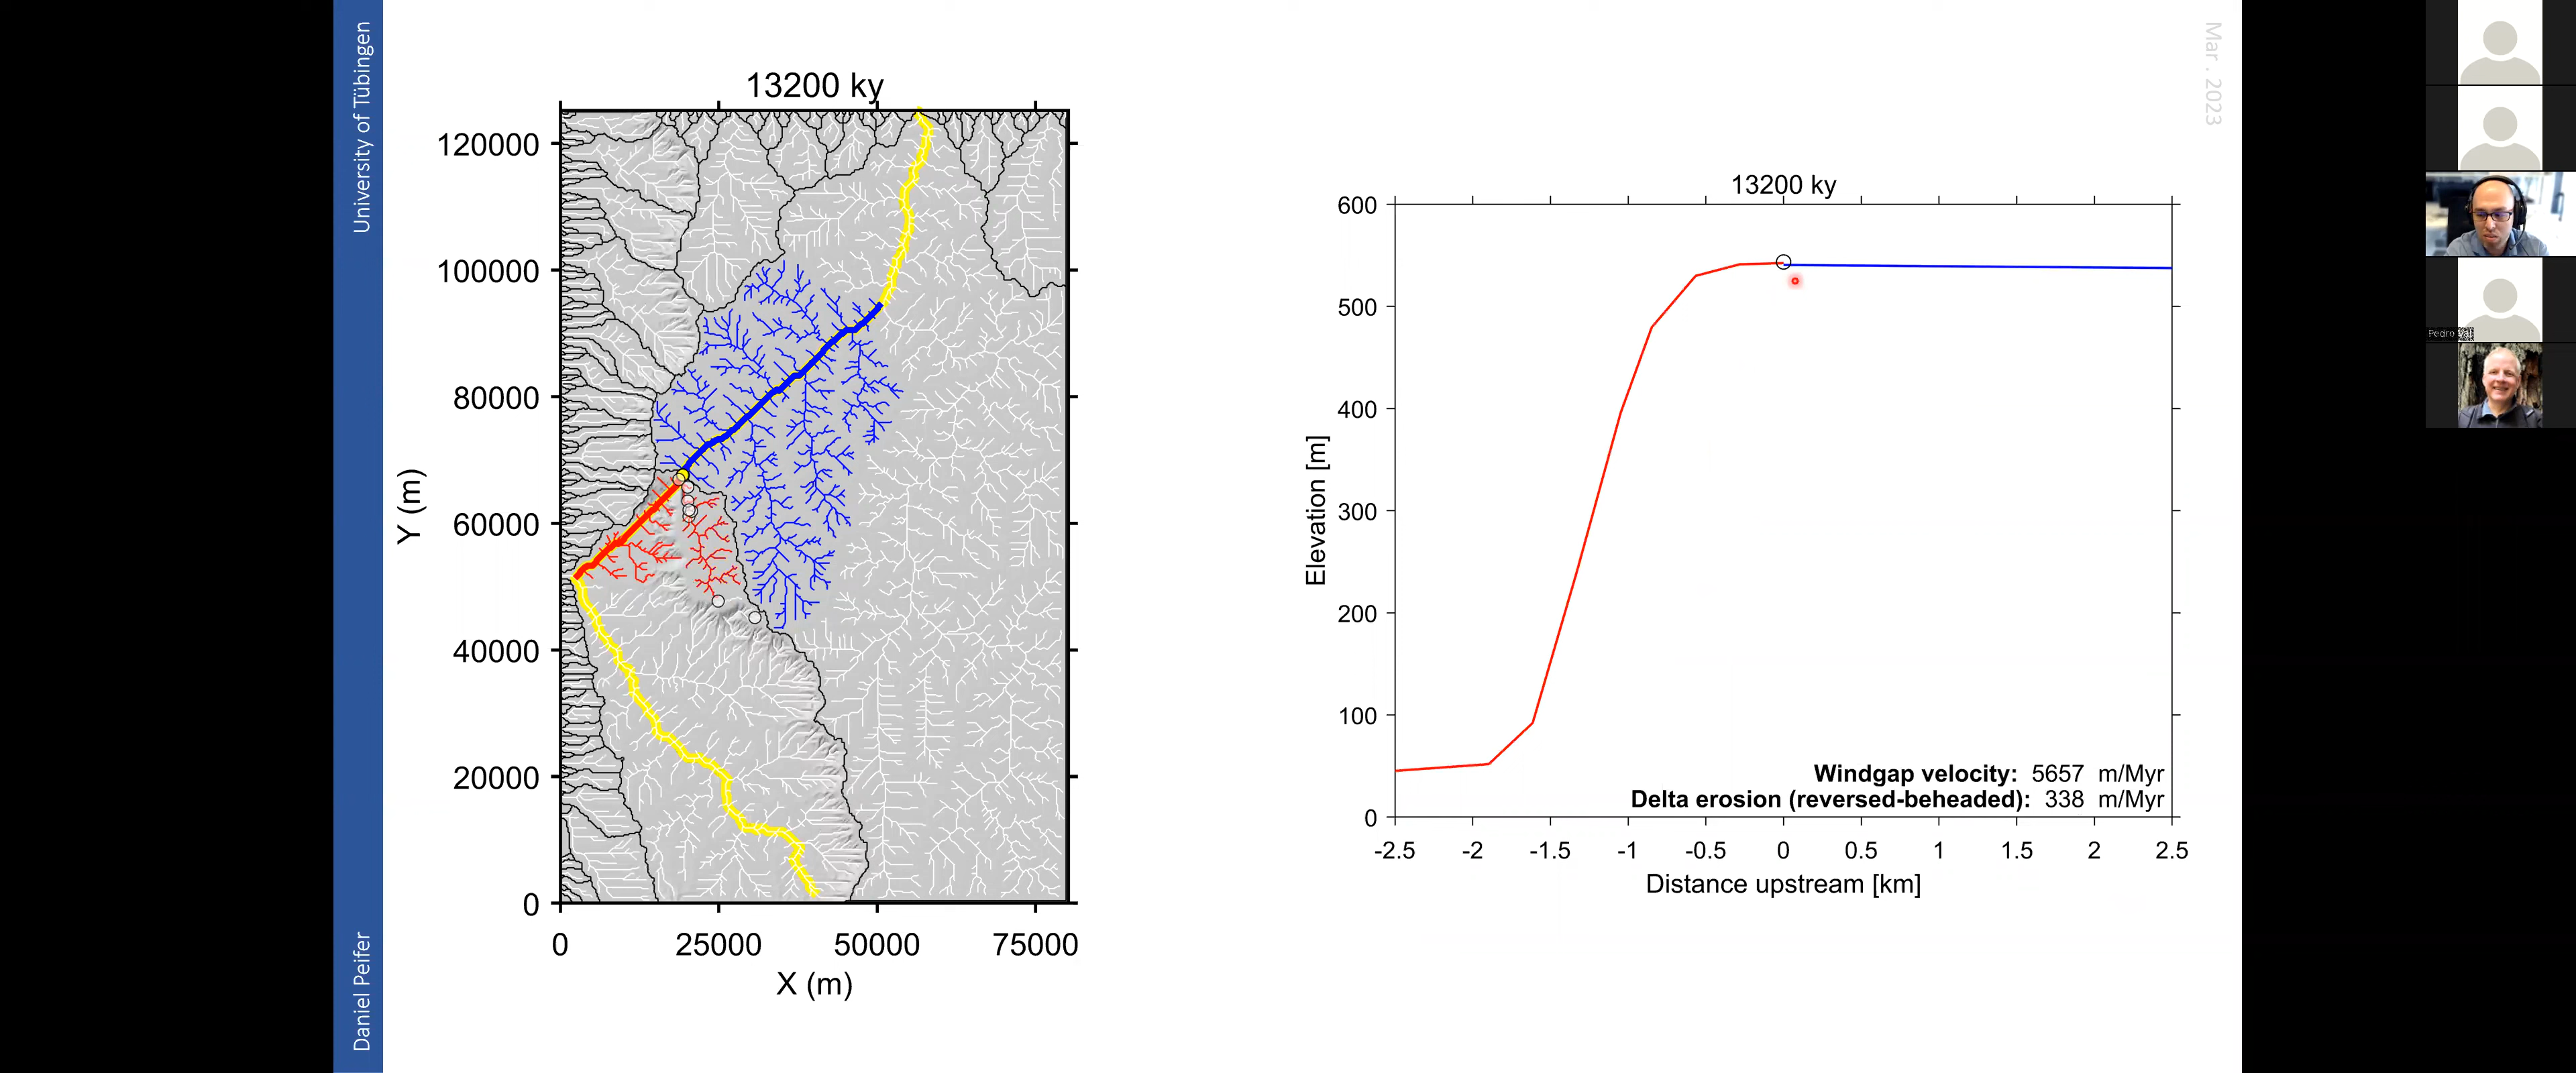 University of Tübingen
Daniel Peifer
Mar . 2023
13200 ky
120000
100000
80000
60000
40000
20000
0
Y (m)
0
25000
50000
75000
X (m)
13200 ky
600
500
400
300
200
100
0
Elevation [m]
Windgap velocity: 5657 m/Myr
Delta erosion (reversed-beheaded): 338 m/Myr
-2.5
-2
-1.5
-1
-0.5
0
0.5
1
1.5
2
2.5
Distance upstream [km]
Pedro Val